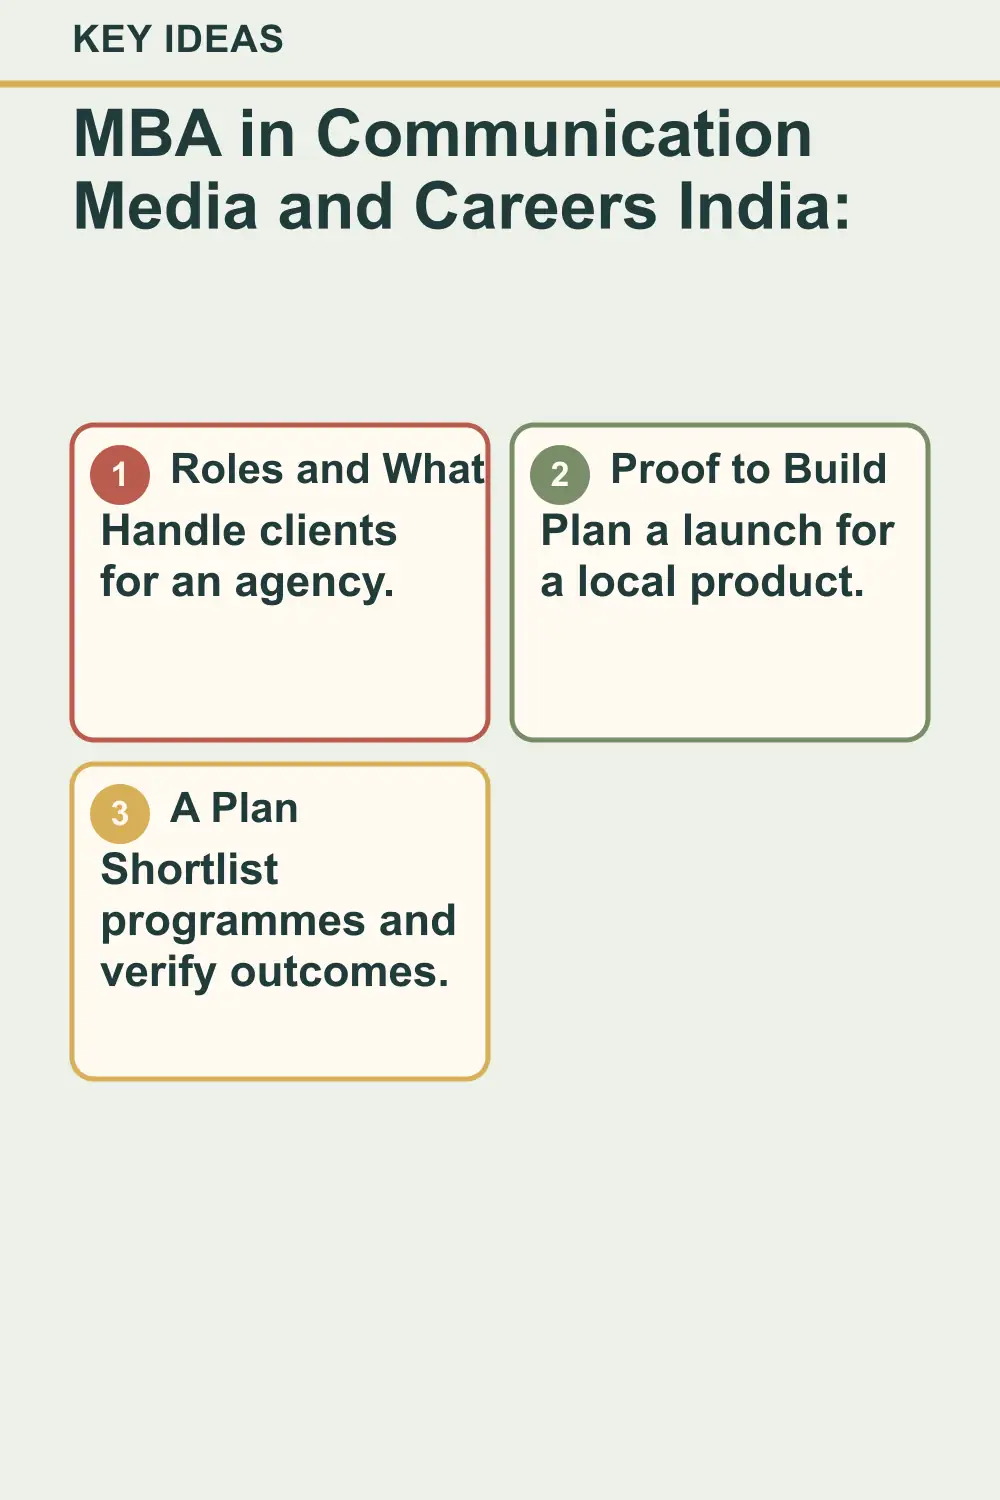 KEY IDEAS
MBA in Communication
Media and Careers India:
1 Roles and What
Handle clients
for an agency.
2 Proof to Build
Plan a launch for
a local product.
3 A Plan
Shortlist
programmes and
verify outcomes.